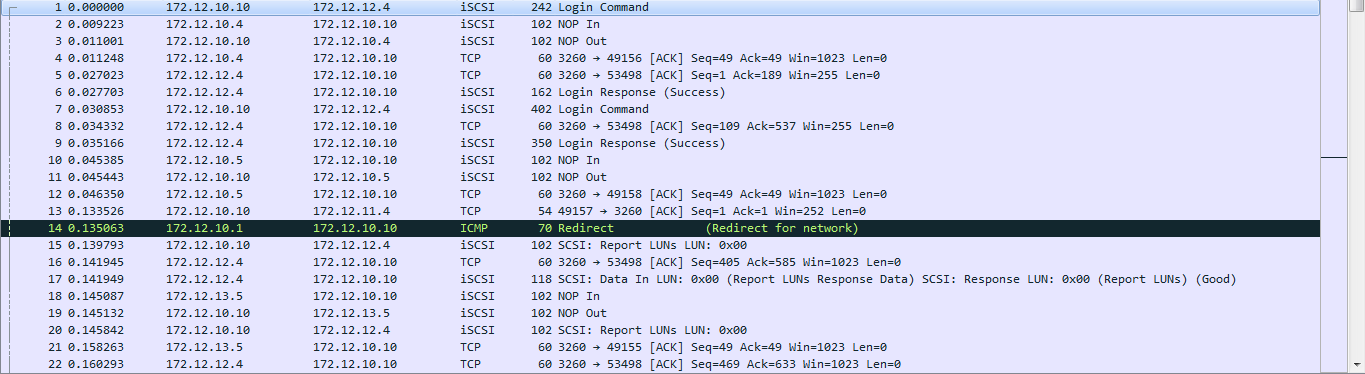 1 0.000000 172.12.10.10 172.12.12.4 iSCSI 242 Login Command
2 0.009223 172.12.10.4 172.12.10.10 iSCSI 102 NOP In
3 0.011001 172.12.10.10 172.12.10.4 iSCSI 102 NOP Out
4 0.011248 172.12.10.4 172.12.10.10 TCP 60 3260 → 49156 [ACK] Seq=49 Ack=49 Win=1023 Len=0
5 0.027023 172.12.12.4 172.12.10.10 TCP 60 3260 → 53498 [ACK] Seq=1 Ack=189 Win=255 Len=0
6 0.027703 172.12.12.4 172.12.10.10 iSCSI 162 Login Response (Success)
7 0.030853 172.12.10.10 172.12.12.4 iSCSI 402 Login Command
8 0.034332 172.12.12.4 172.12.10.10 TCP 60 3260 → 53498 [ACK] Seq=109 Ack=537 Win=255 Len=0
9 0.035166 172.12.12.4 172.12.10.10 iSCSI 350 Login Response (Success)
10 0.045385 172.12.10.5 172.12.10.10 iSCSI 102 NOP In
11 0.045443 172.12.10.10 172.12.10.5 iSCSI 102 NOP Out
12 0.046350 172.12.10.5 172.12.10.10 TCP 60 3260 → 49158 [ACK] Seq=49 Ack=49 Win=1023 Len=0
13 0.133526 172.12.10.10 172.12.11.4 TCP 54 49157 → 3260 [ACK] Seq=1 Ack=1 Win=252 Len=0
14 0.135063 172.12.10.1 172.12.10.10 ICMP 70 Redirect (Redirect for network)
15 0.139793 172.12.10.10 172.12.12.4 iSCSI 102 SCSI: Report LUNs LUN: 0x00
16 0.141945 172.12.12.4 172.12.10.10 TCP 60 3260 → 53498 [ACK] Seq=405 Ack=585 Win=1023 Len=0
17 0.141949 172.12.12.4 172.12.10.10 iSCSI 118 SCSI: Data In LUN: 0x00 (Report LUNs Response Data) SCSI: Response LUN: 0x00 (Report LUNs) (Good)
18 0.145087 172.12.13.5 172.12.10.10 iSCSI 102 NOP In
19 0.145132 172.12.10.10 172.12.13.5 iSCSI 102 NOP Out
20 0.145842 172.12.10.10 172.12.12.4 iSCSI 102 SCSI: Report LUNs LUN: 0x00
21 0.158263 172.12.13.5 172.12.10.10 TCP 60 3260 → 49155 [ACK] Seq=49 Ack=49 Win=1023 Len=0
22 0.160293 172.12.12.4 172.12.10.10 TCP 60 3260 → 53498 [ACK] Seq=469 Ack=633 Win=1023 Len=0